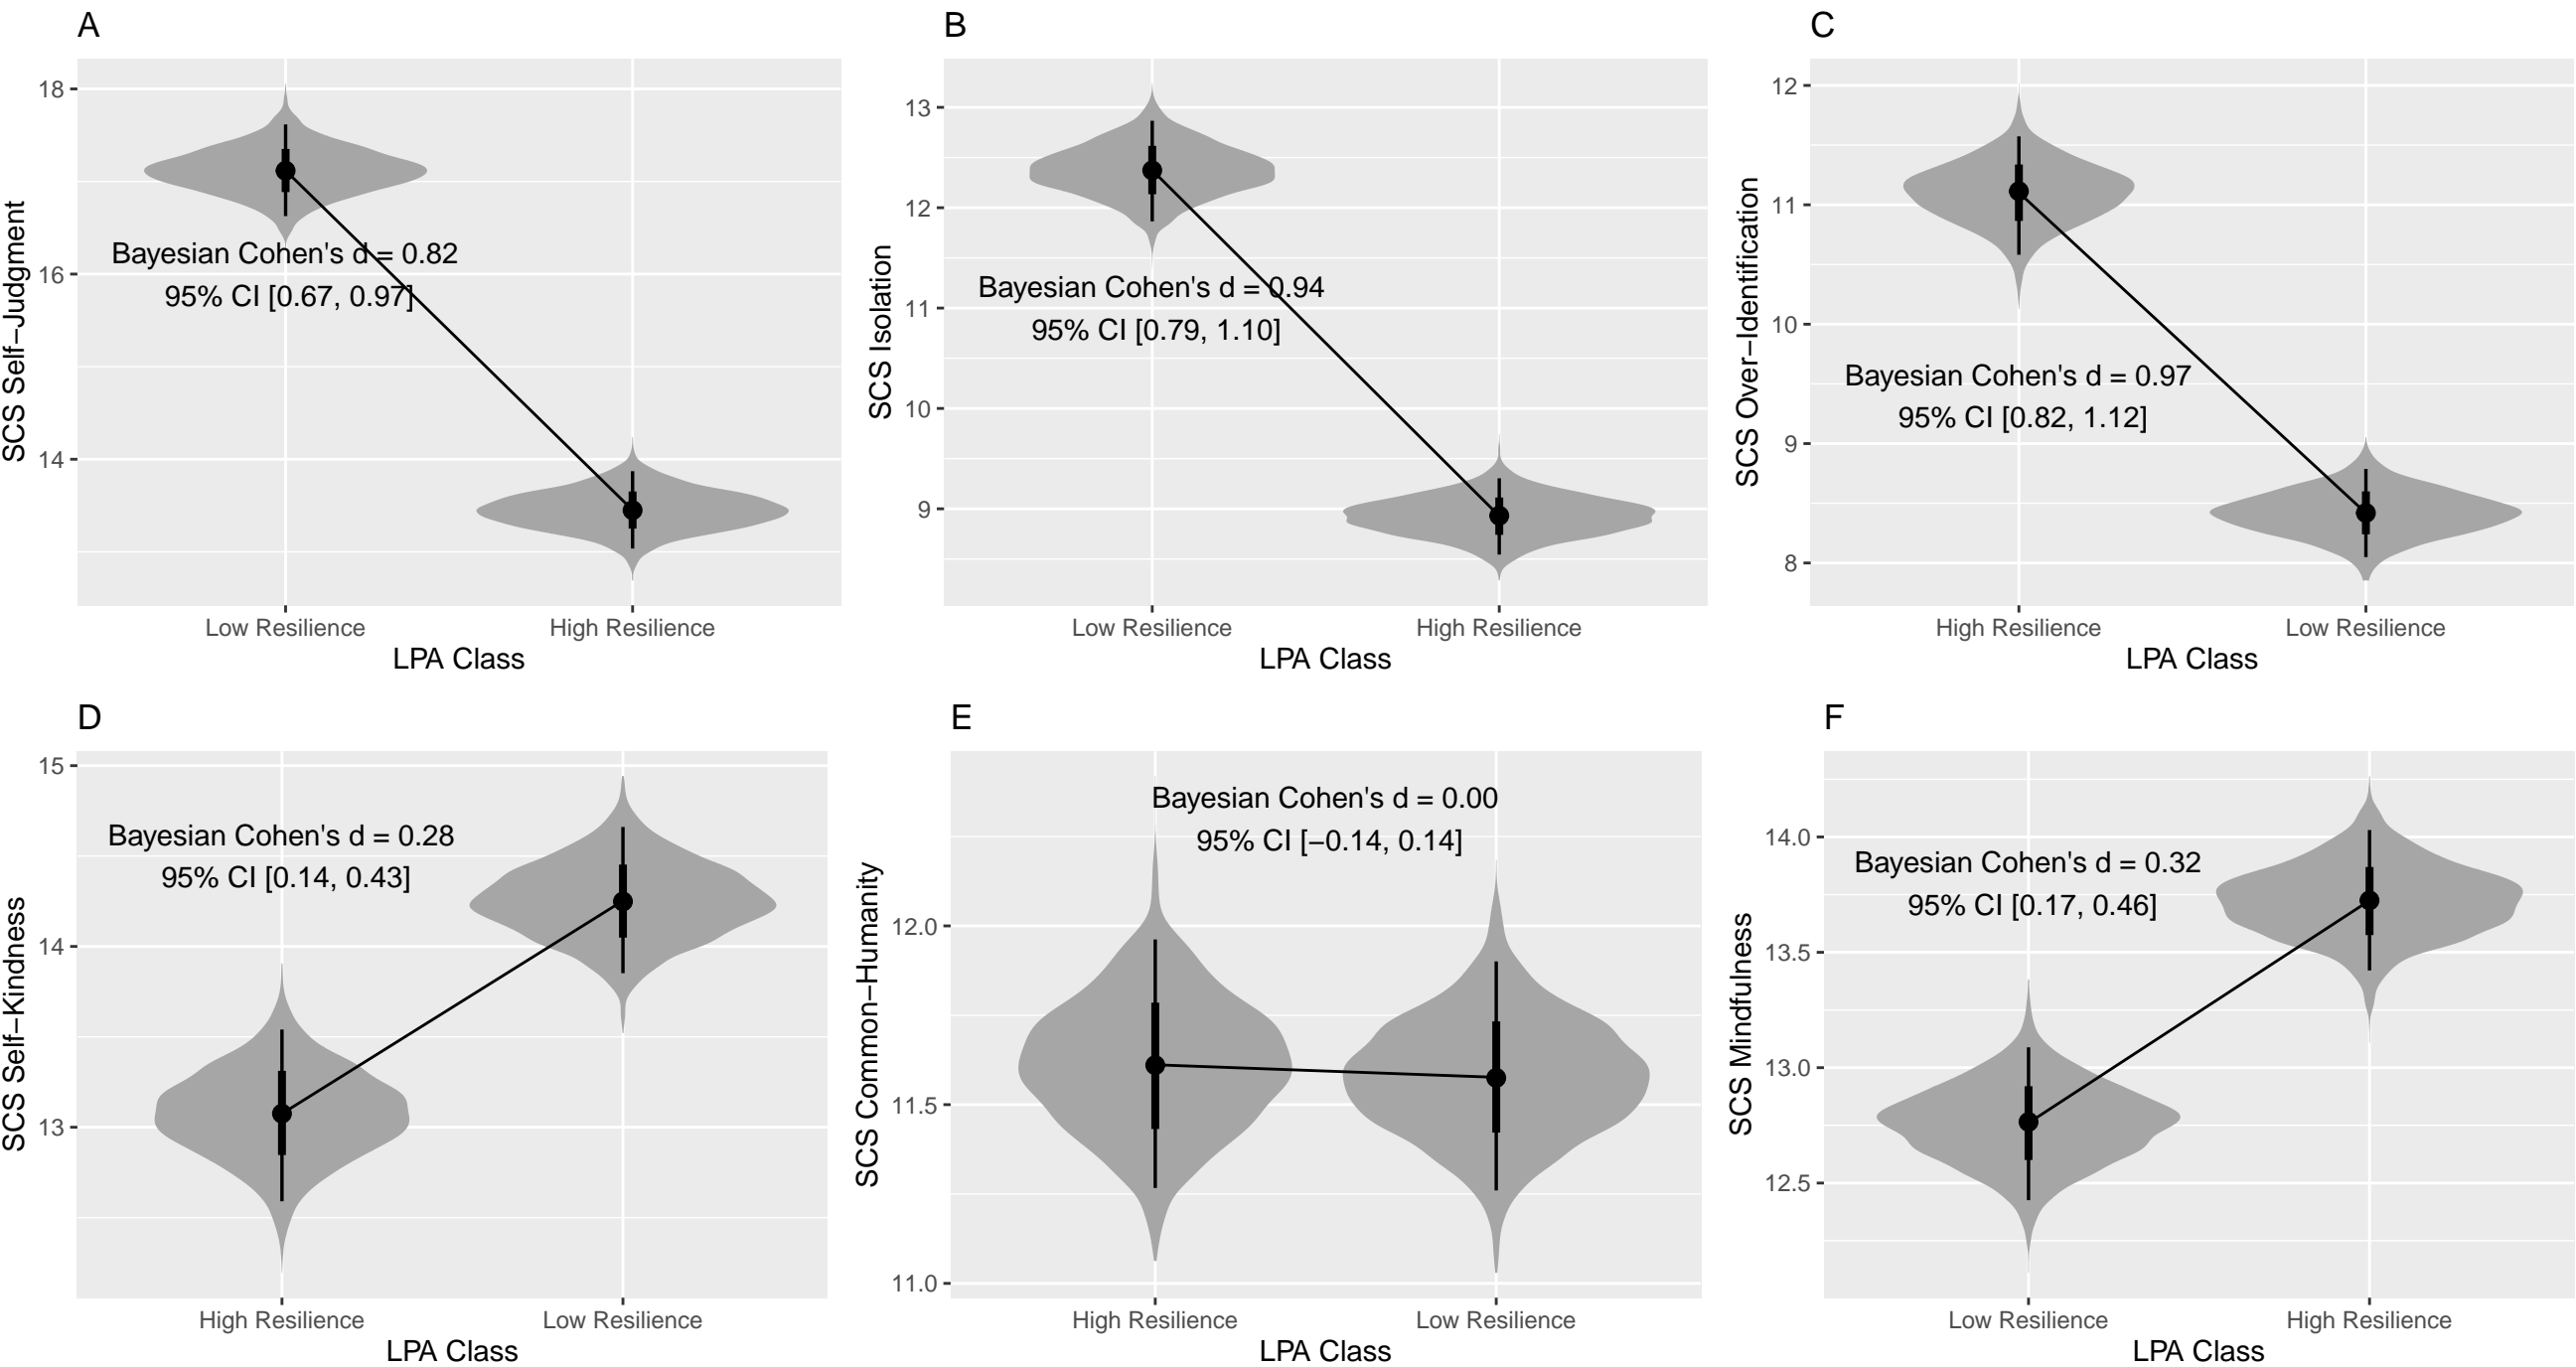 A
SCS Self−Judgment
18
16
14
Bayesian Cohen's d = 0.82
95% CI [0.67, 0.97]
Low Resilience
High Resilience
LPA Class
B
SCS Isolation
13
12
11
10
9
Bayesian Cohen's d = 0.94
95% CI [0.79, 1.10]
Low Resilience
High Resilience
LPA Class
C
SCS Over−Identification
12
11
10
9
8
Bayesian Cohen's d = 0.97
95% CI [0.82, 1.12]
High Resilience
Low Resilience
LPA Class
D
SCS Self−Kindness
15
14
13
Bayesian Cohen's d = 0.28
95% CI [0.14, 0.43]
High Resilience
Low Resilience
LPA Class
E
SCS Common−Humanity
12.0
11.5
11.0
Bayesian Cohen's d = 0.00
95% CI [−0.14, 0.14]
High Resilience
Low Resilience
LPA Class
F
SCS Mindfulness
14.0
13.5
13.0
12.5
Bayesian Cohen's d = 0.32
95% CI [0.17, 0.46]
Low Resilience
High Resilience
LPA Class